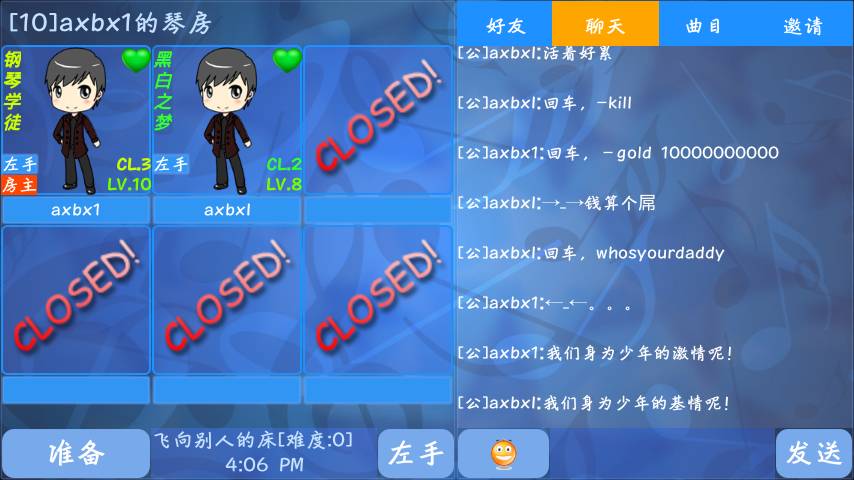 [10]axbx1的琴房
好友
聊天
曲目
邀请
钢琴学徒
左手
房主
CL.3
LV.10
axbx1
黑白之梦
左手
CL.2
LV.8
axbxl
CLOSED!
CLOSED!
CLOSED!
CLOSED!
[公]axbxl:活着好累
[公]axbxl:回车，-kill
[公]axbx1:回车，－gold 10000000000
[公]axbxl:→_→钱算个屌
[公]axbxl:回车，whosyourdaddy
[公]axbx1:←_←。。。
[公]axbx1:我们身为少年的激情呢！
[公]axbxl:我们身为少年的基情呢！
准备
飞向别人的床[难度:0]
4:06 PM
左手
发送